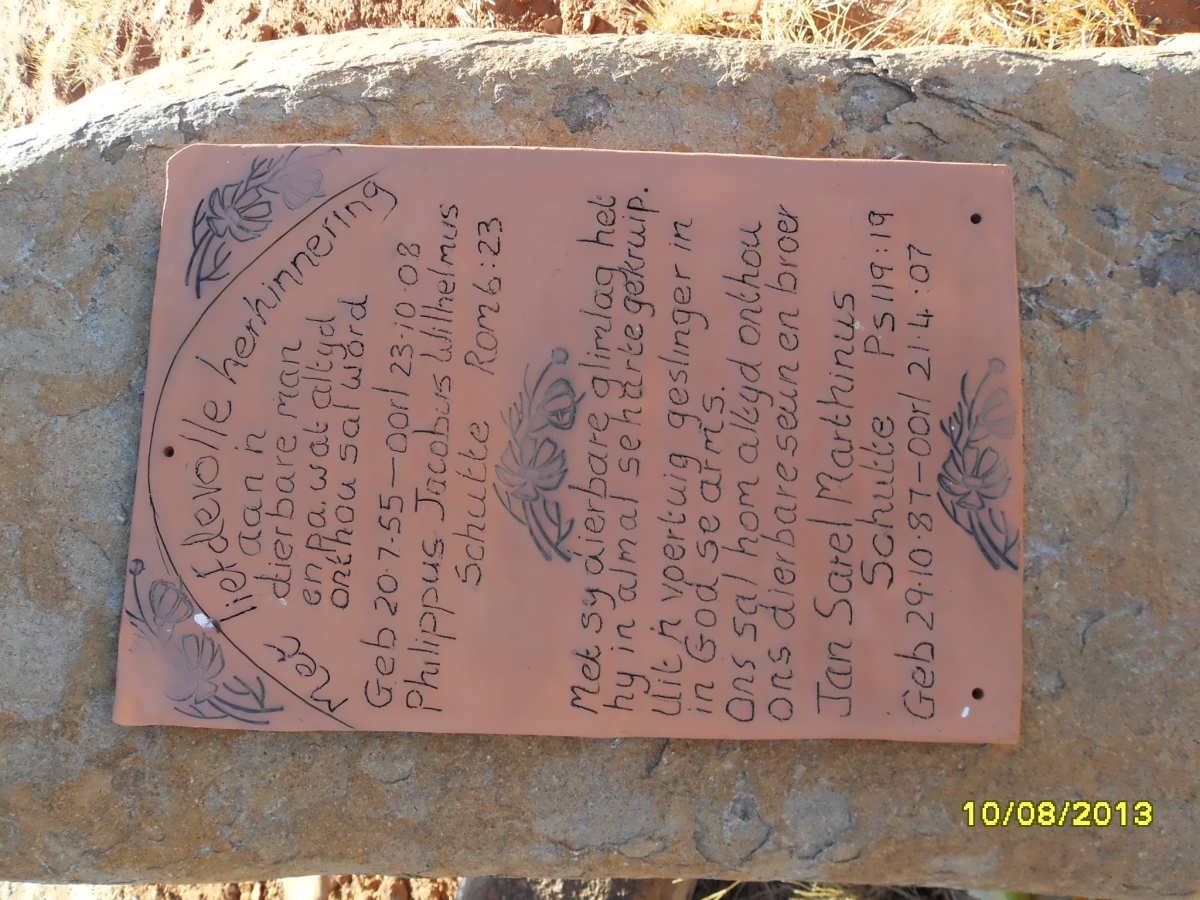 Met liefdevolle herhinnering
aan 'n
dierbare man
en Pa. wat altyd
onthou sal word
Geb 20·7·55 — oorl 23·10·08
Philippus Jacobus Wilhelmus
Schutte Rom 6:23
Met sy dierbare glimlag het
hy in almal se harte gekruip.
Uit 'n voertuig geslinger in
in God se arms.
Ons sal hom altyd onthou
ons dierbare seun en broer
Jan Sarel Marthinus
Schutte Ps 119:19
Geb 29·10·87 — oorl 21·4·07
10/08/2013